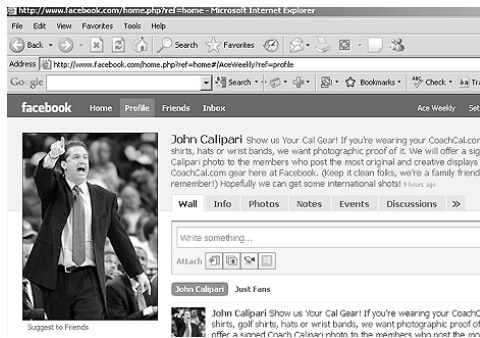 http://www.facebook.com/home.php?ref=home - Microsoft Internet Explorer
File Edit View Favorites Tools Help
Back Search Favorites
Address http://www.facebook.com/home.php?ref=home#/AceWeekly?ref=profile
Google Search Bookmarks Check Tra
facebook Home Profile Friends Inbox Ace Weekly Set
John Calipari Show us Your Cal Gear! If you're wearing your CoachCal.com
shirts, hats or wrist bands, we want photographic proof of it. We will offer a sig
Calipari photo to the members who post the most original and creative displays
CoachCal.com gear here at Facebook. (Keep it clean folks, we're a family friend
remember!) Hopefully we can get some international shots! 9 hours ago
Wall Info Photos Notes Events Discussions »
Write something...
Attach
John Calipari Just Fans
John Calipari Show us Your Cal Gear! If you're wearing your CoachC
shirts, golf shirts, hats or wrist bands, we want photographic proof of
offer a signed Coach Calipari photo to the members who post the most
Suggest to Friends